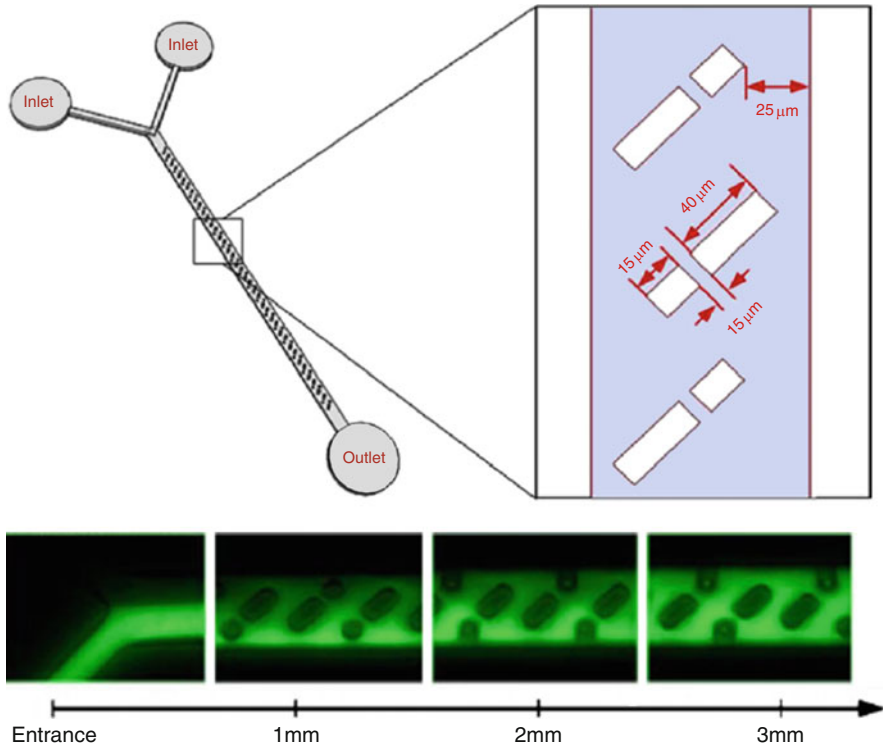 Inlet
Inlet
25 µm
40 µm
15 µm
15 µm
Outlet
Entrance
1mm
2mm
3mm